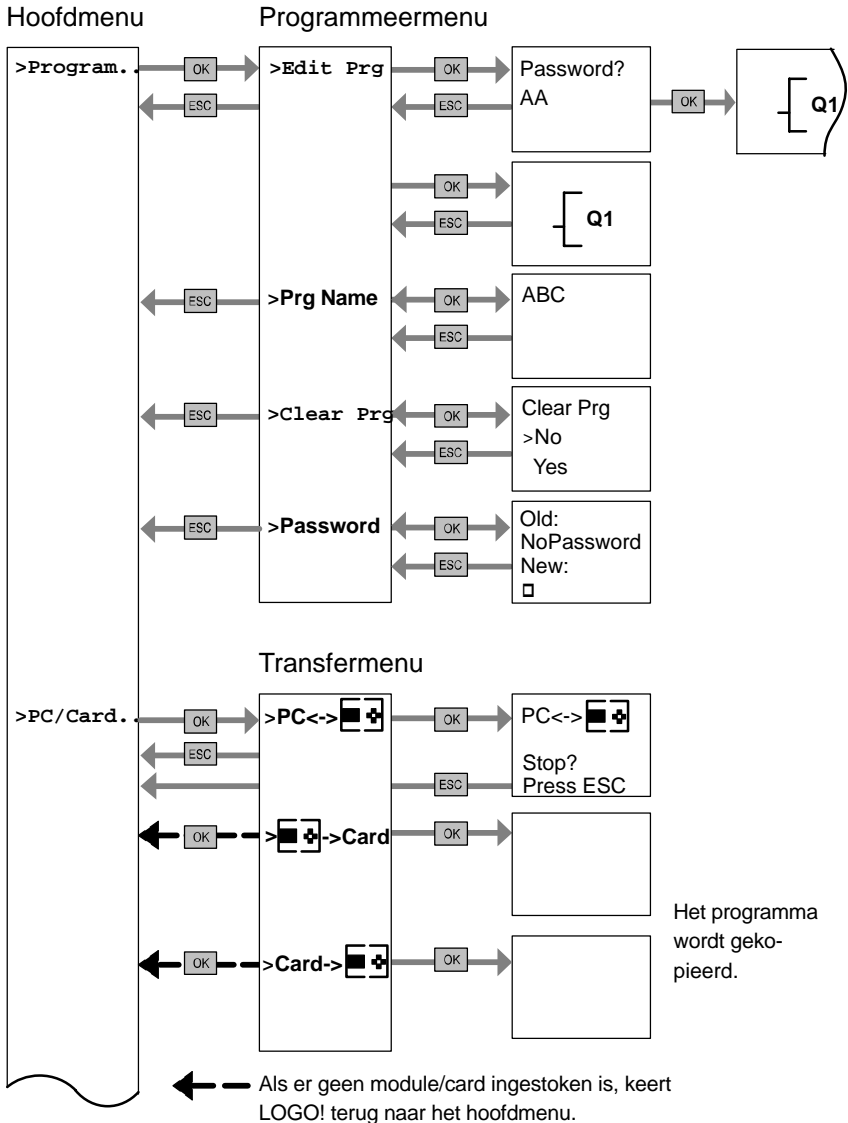 Hoofdmenu
Programmeermenu
>Program..
OK
>Edit Prg
OK
Password?
ESC
ESC
AA
OK
Q1
OK
ESC
Q1
ESC
>Prg Name
OK
ABC
ESC
ESC
>Clear Prg
OK
Clear Prg
ESC
>No
Yes
ESC
>Password
OK
Old:
NoPassword
ESC
New:
Transfermenu
>PC/Card..
OK
>PC<->
OK
PC<->
ESC
Stop?
ESC
Press ESC
OK
>
->Card
OK
Het programma
wordt geko-
pieerd.
OK
>Card->
OK
Als er geen module/card ingestoken is, keert
LOGO! terug naar het hoofdmenu.